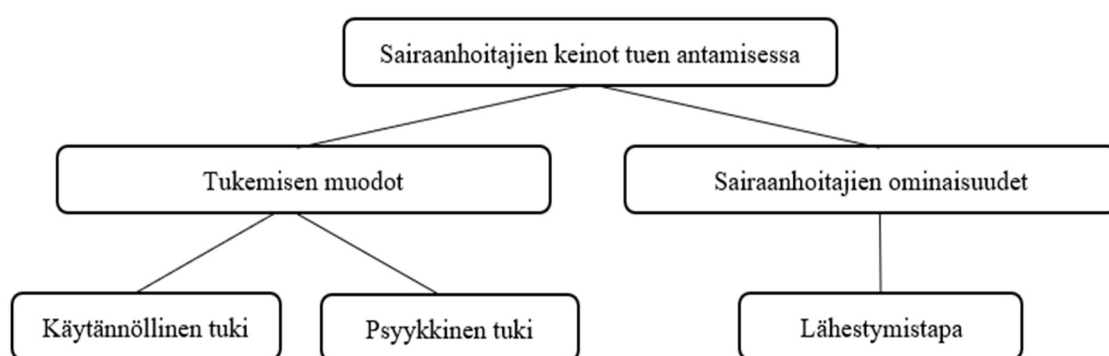 Sairaanhoitajien keinot tuen antamisessa
Tukemisen muodot
Sairaanhoitajien ominaisuudet
Käytännöllinen tuki
Psyykkinen tuki
Lähestymistapa